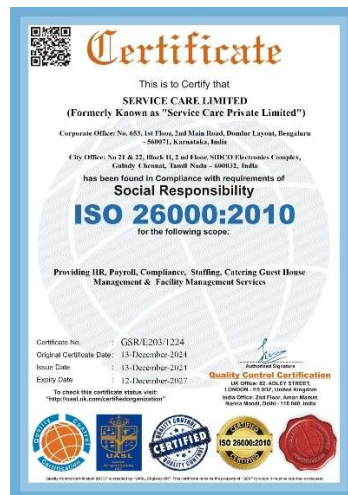 Certificate
This is to Certify that
SERVICE CARE LIMITED
(Formerly Known as "Service Care Private Limited")
Corporate Office: No. 653, 1st Floor, 2nd Main Road, Domlur Layout, Bengaluru
- 560071, Karnataka, India
City Office: No 21 & 22, Block II, 2 nd Floor, SIDCO Electronics Complex,
Guindy Chennai, Tamil Nadu – 600032, India
has been found in Compliance with requirements of
Social Responsibility
ISO 26000:2010
for the following scope:
Providing HR, Payroll, Compliance, Staffing, Catering Guest House
Management & Facility Management Services
Certificate No. : GSR/E203/1224
Original Certificate Date: 13-December-2024
Issue Date : 13-December-2024
Expiry Date : 12-December-2027
To check this certificate status visit:
"http://uasl.uk.com/certifiedorganization"
Authorised Signature
Quality Control Certification
UK Office: 82, ADLEY STREET,
LONDON - E5 0DZ, United Kingdom
India Office: 2nd Floor, Aman Market
Narela Mandi, Delhi - 110 040, India
Quality Control
Certification
UASL
QUALITY CONTROL
CERTIFIED
ISO 26000:2010